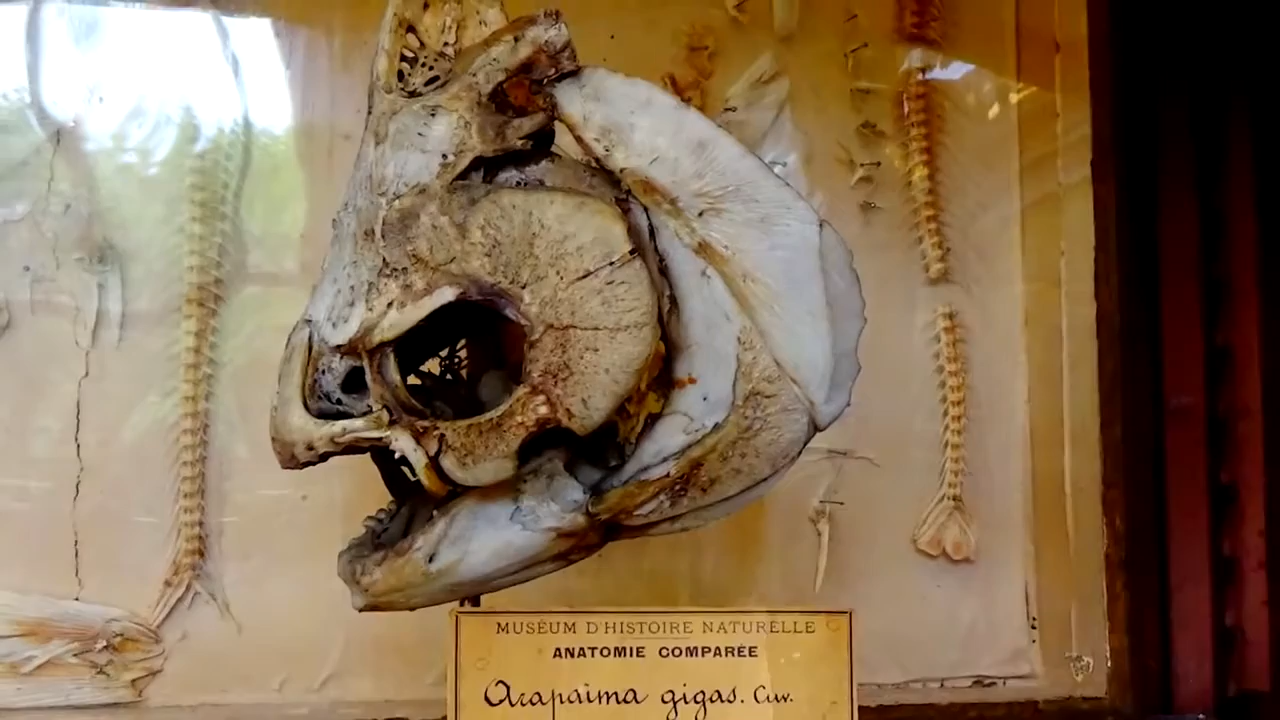 MUSÉUM D'HISTOIRE NATURELLE
ANATOMIE COMPARÉE
Arapaima gigas. Cuv.